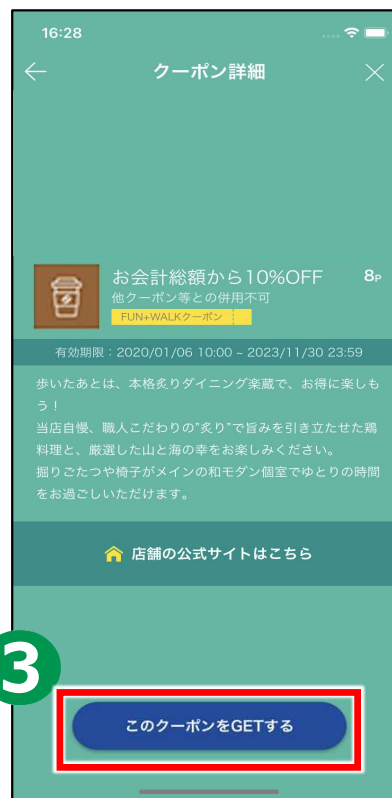 16:28
クーポン詳細
お会計総額から10%OFF 8P
他クーポン等との併用不可
FUN+WALKクーポン
有効期限：2020/01/06 10:00 ~ 2023/11/30 23:59
歩いたあとは、本格炙りダイニング楽蔵で、お得に楽しも
う！
当店自慢、職人こだわりの"炙り"で旨みを引き立たせた鶏
料理と、厳選した山と海の幸をお楽しみください。
掘りごたつや椅子がメインの和モダン個室でゆとりの時間
をお過ごしいただけます。
店舗の公式サイトはこちら
3
このクーポンをGETする